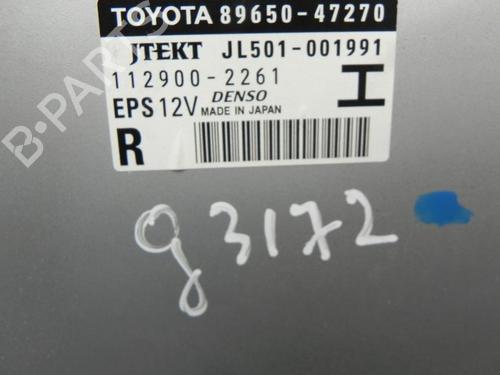 TOYOTA 89650-47270
JTEKT JL501-001991
112900-2261
DENSO
EPS 12V MADE IN JAPAN
H
R
g3172
B-PARTS